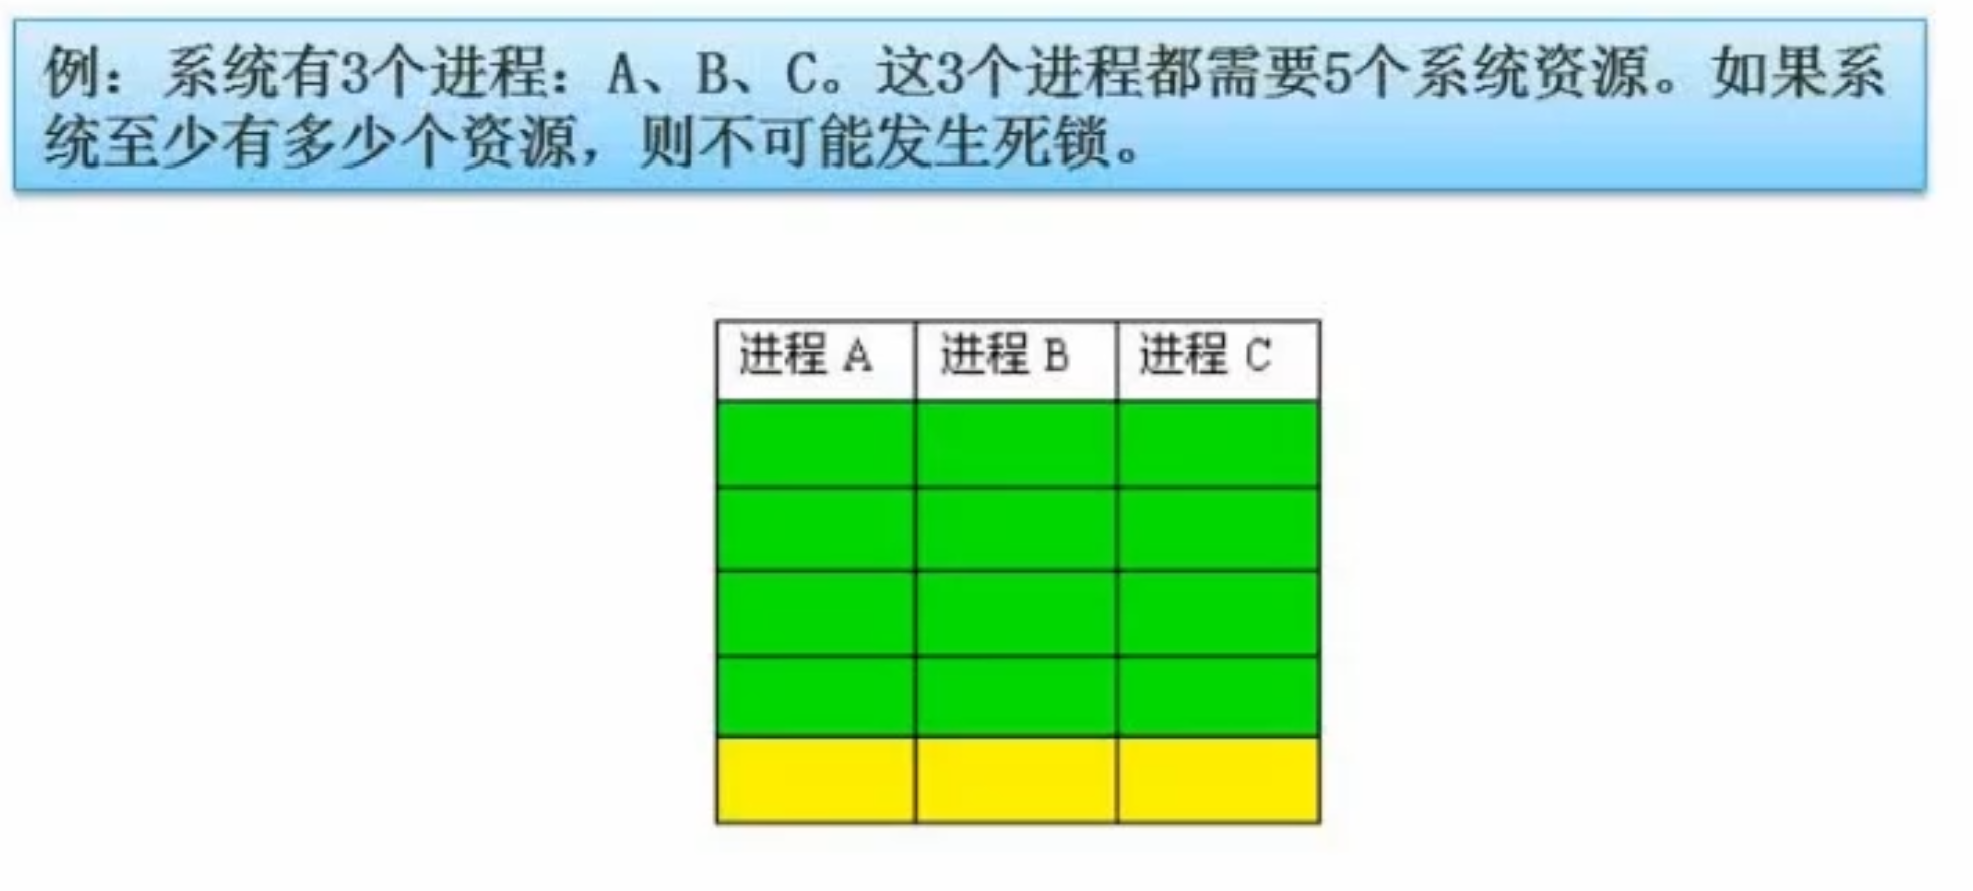 例：系统有3个进程：A、B、C。这3个进程都需要5个系统资源。如果系
统至少有多少个资源，则不可能发生死锁。
进程 A 进程 B 进程 C